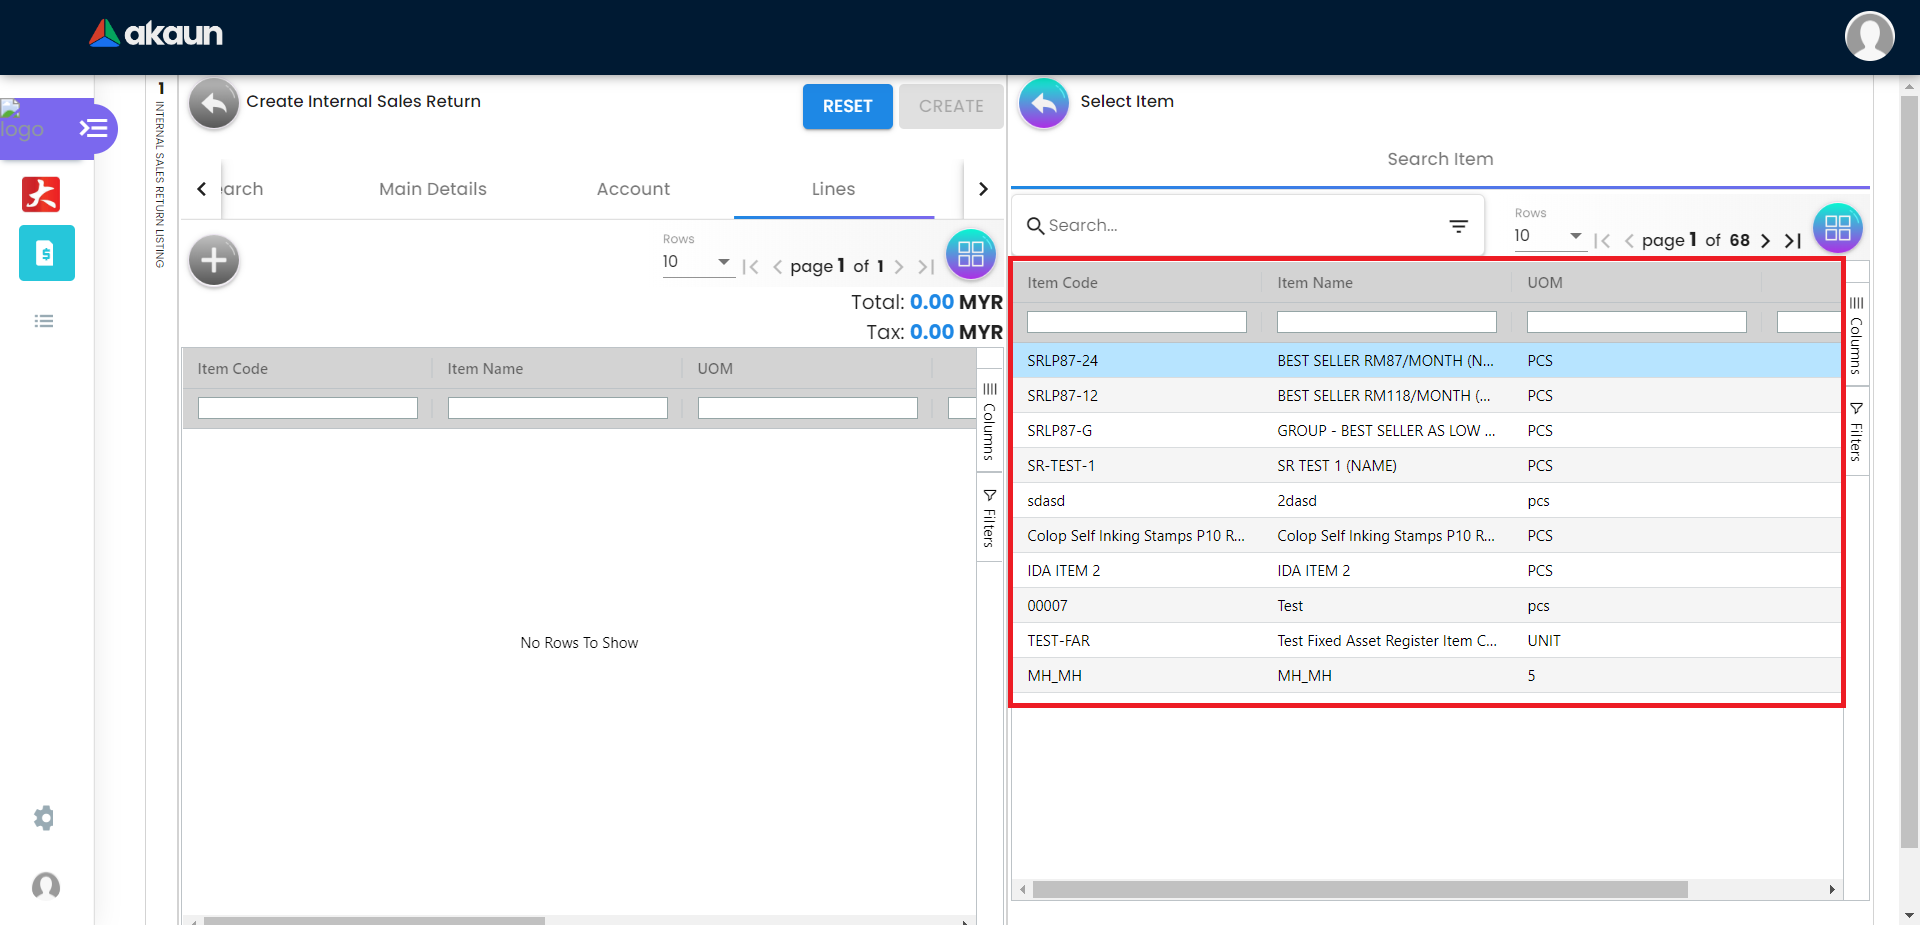 akaun
logo
1
INTERNAL SALES RETURN LISTING
Create Internal Sales Return
RESET
CREATE
arch
Main Details
Account
Lines
Rows
10
page 1 of 1
Total: 0.00 MYR
Tax: 0.00 MYR
Item Code
Item Name
UOM
Columns
Filters
No Rows To Show
Select Item
Search Item
Search...
Rows
10
page 1 of 68
Item Code
Item Name
UOM
SRLP87-24
BEST SELLER RM87/MONTH (N...
PCS
SRLP87-12
BEST SELLER RM118/MONTH (...
PCS
SRLP87-G
GROUP - BEST SELLER AS LOW ...
PCS
SR-TEST-1
SR TEST 1 (NAME)
PCS
sdasd
2dasd
pcs
Colop Self Inking Stamps P10 R...
Colop Self Inking Stamps P10 R...
PCS
IDA ITEM 2
IDA ITEM 2
PCS
00007
Test
pcs
TEST-FAR
Test Fixed Asset Register Item C...
UNIT
MH_MH
MH_MH
5
Columns
Filters